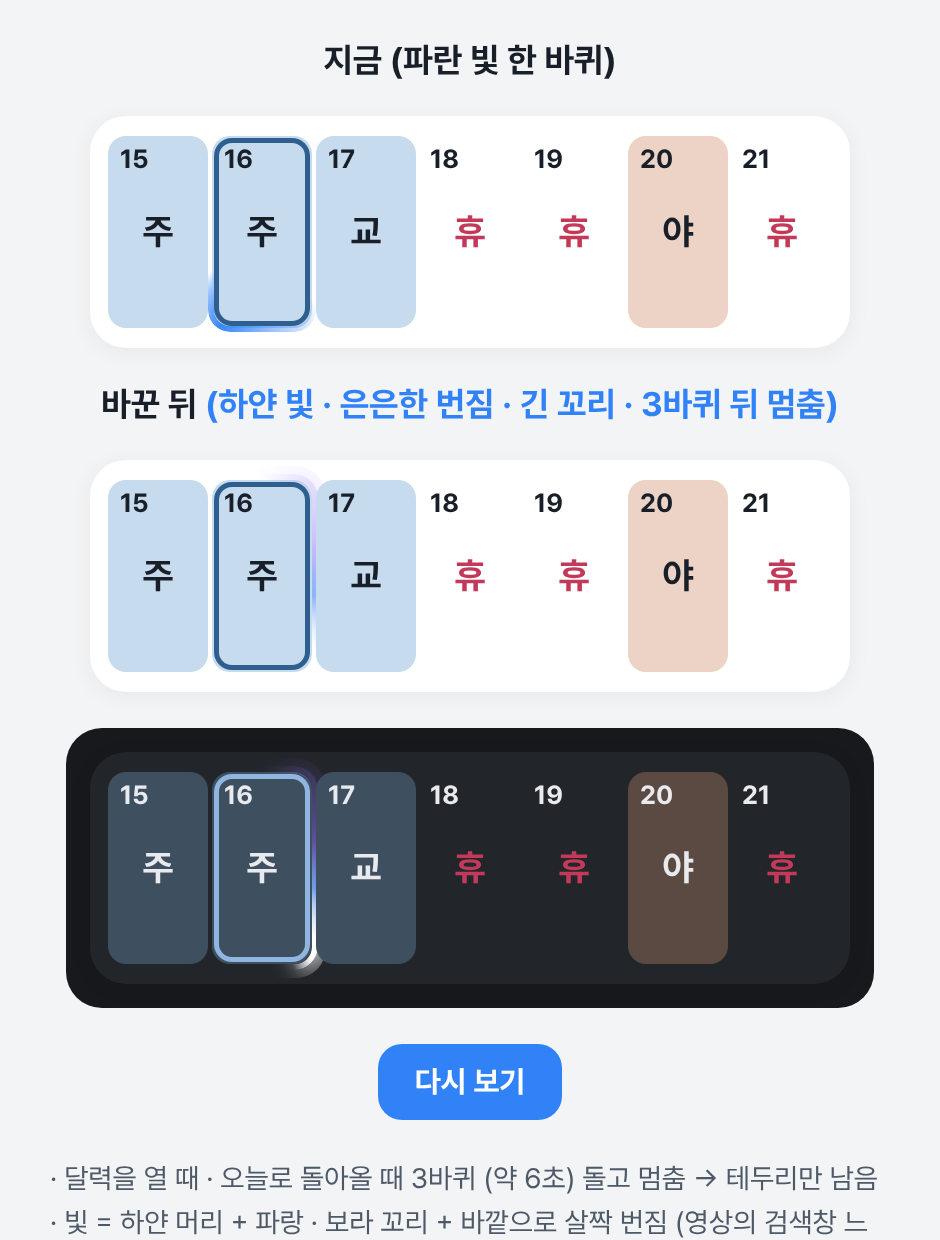 지금 (파란 빛 한 바퀴)
15 16 17 18 19 20 21
주 주 교 휴 휴 야 휴
바꾼 뒤 (하얀 빛 · 은은한 번짐 · 긴 꼬리 · 3바퀴 뒤 멈춤)
15 16 17 18 19 20 21
주 주 교 휴 휴 야 휴
15 16 17 18 19 20 21
주 주 교 휴 휴 야 휴
다시 보기
· 달력을 열 때 · 오늘로 돌아올 때 3바퀴 (약 6초) 돌고 멈춤 → 테두리만 남음
· 빛 = 하얀 머리 + 파랑 · 보라 꼬리 + 바깥으로 살짝 번짐 (영상의 검색창 느